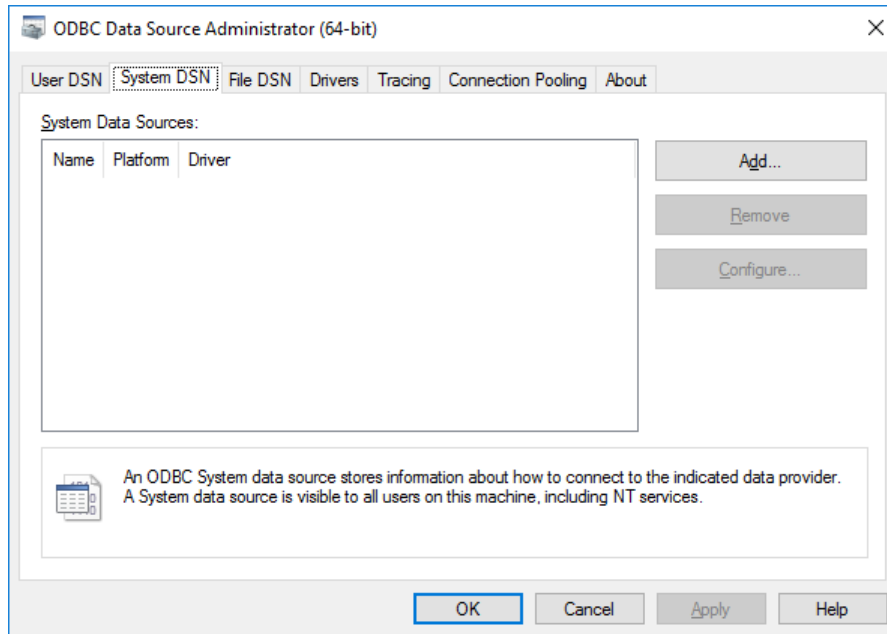 ODBC Data Source Administrator (64-bit)
User DSN System DSN File DSN Drivers Tracing Connection Pooling About
System Data Sources:
Name Platform Driver
Add...
Remove
Configure...
An ODBC System data source stores information about how to connect to the indicated data provider.
A System data source is visible to all users on this machine, including NT services.
OK Cancel Apply Help